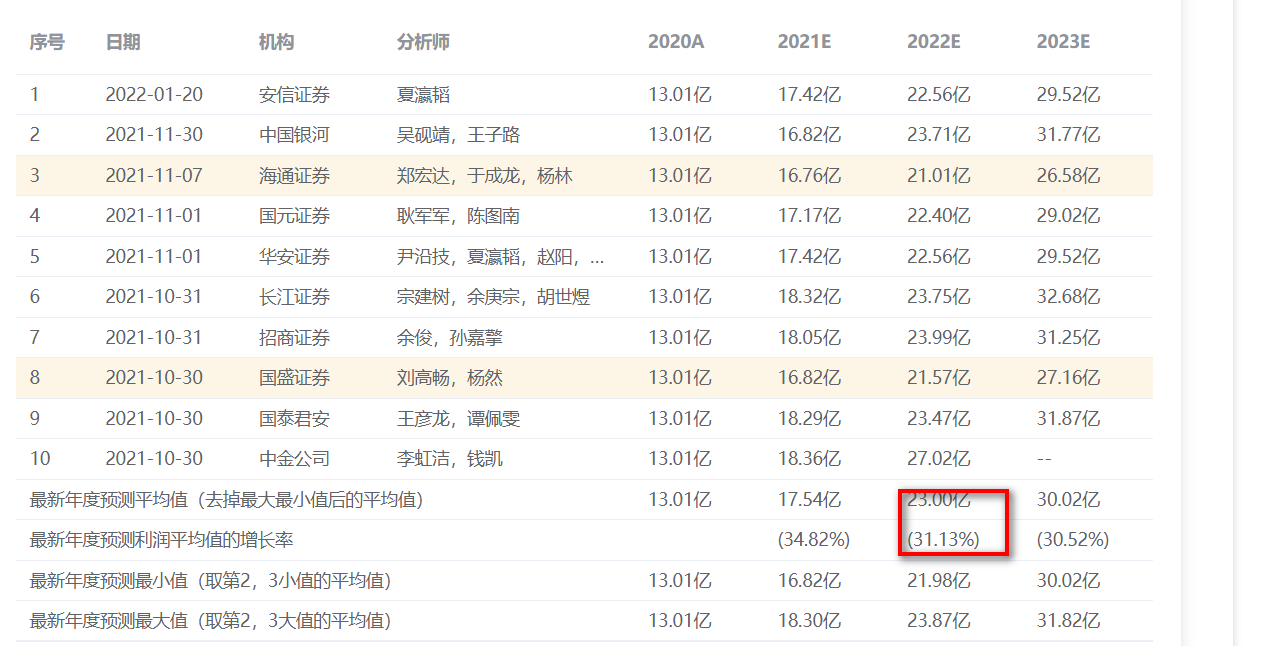 序号 日期 机构 分析师 2020A 2021E 2022E 2023E
1 2022-01-20 安信证券 夏瀛韬 13.01亿 17.42亿 22.56亿 29.52亿
2 2021-11-30 中国银河 吴砚靖，王子路 13.01亿 16.82亿 23.71亿 31.77亿
3 2021-11-07 海通证券 郑宏达，于成龙，杨林 13.01亿 16.76亿 21.01亿 26.58亿
4 2021-11-01 国元证券 耿军军，陈图南 13.01亿 17.17亿 22.40亿 29.02亿
5 2021-11-01 华安证券 尹沿技，夏瀛韬，赵阳，... 13.01亿 17.42亿 22.56亿 29.52亿
6 2021-10-31 长江证券 宗建树，余庚宗，胡世煜 13.01亿 18.32亿 23.75亿 32.68亿
7 2021-10-31 招商证券 余俊，孙嘉擎 13.01亿 18.05亿 23.99亿 31.25亿
8 2021-10-30 国盛证券 刘高畅，杨然 13.01亿 16.82亿 21.57亿 27.16亿
9 2021-10-30 国泰君安 王彦龙，谭佩雯 13.01亿 18.29亿 23.47亿 31.87亿
10 2021-10-30 中金公司 李虹洁，钱凯 13.01亿 18.36亿 27.02亿 --
最新年度预测平均值（去掉最大最小值后的平均值） 13.01亿 17.54亿 23.00亿 30.02亿
最新年度预测利润平均值的增长率 (34.82%) (31.13%) (30.52%)
最新年度预测最小值（取第2，3小值的平均值） 13.01亿 16.82亿 21.98亿 30.02亿
最新年度预测最大值（取第2，3大值的平均值） 13.01亿 18.30亿 23.87亿 31.82亿